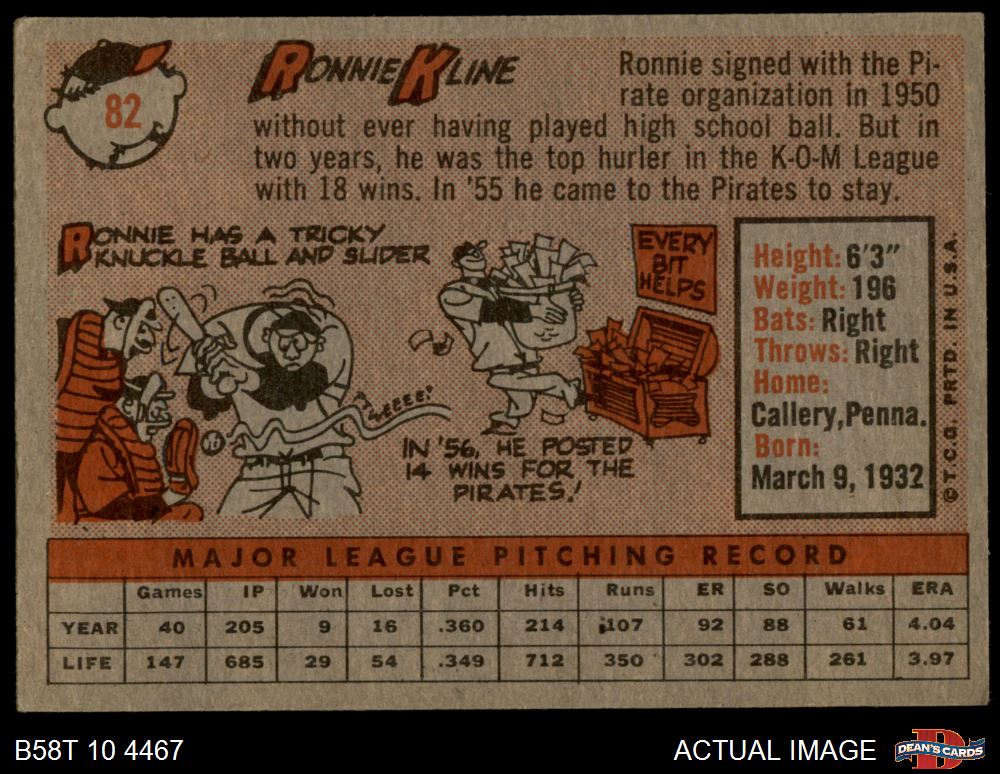 82
RONNIE KLINE
Ronnie signed with the Pi-
rate organization in 1950
without ever having played high school ball. But in
two years, he was the top hurler in the K-O-M League
with 18 wins. In '55 he came to the Pirates to stay.
RONNIE HAS A TRICKY
KNUCKLE BALL AND SLIDER
SWEEEE!
IN '56, HE POSTED
14 WINS FOR THE
PIRATES!
EVERY
BIT
HELPS
Height: 6'3"
Weight: 196
Bats: Right
Throws: Right
Home:
Callery, Penna.
Born:
March 9, 1932
© T.C.G. PRTD. IN U.S.A.
MAJOR LEAGUE PITCHING RECORD
Games IP Won Lost Pct Hits Runs ER SO Walks ERA
YEAR 40 205 9 16 .360 214 107 92 88 61 4.04
LIFE 147 685 29 54 .349 712 350 302 288 261 3.97
B58T 10 4467
ACTUAL IMAGE
D
DEAN'S CARDS